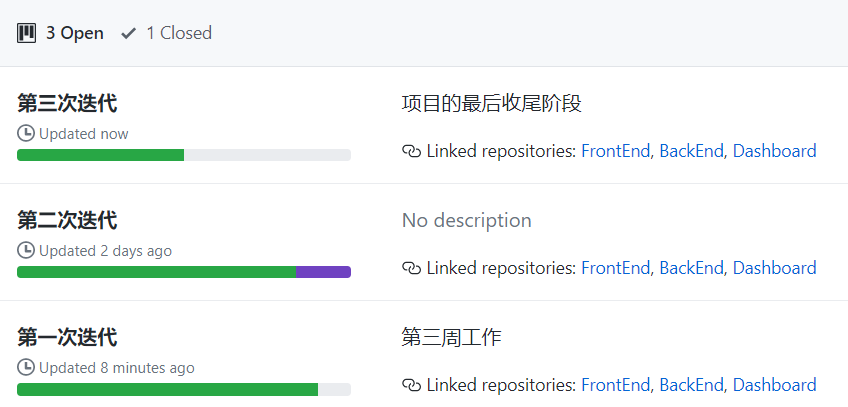 3 Open 1 Closed
第三次迭代
项目的最后收尾阶段
Updated now
Linked repositories: FrontEnd, BackEnd, Dashboard
第二次迭代
No description
Updated 2 days ago
Linked repositories: FrontEnd, BackEnd, Dashboard
第一次迭代
第三周工作
Updated 8 minutes ago
Linked repositories: FrontEnd, BackEnd, Dashboard